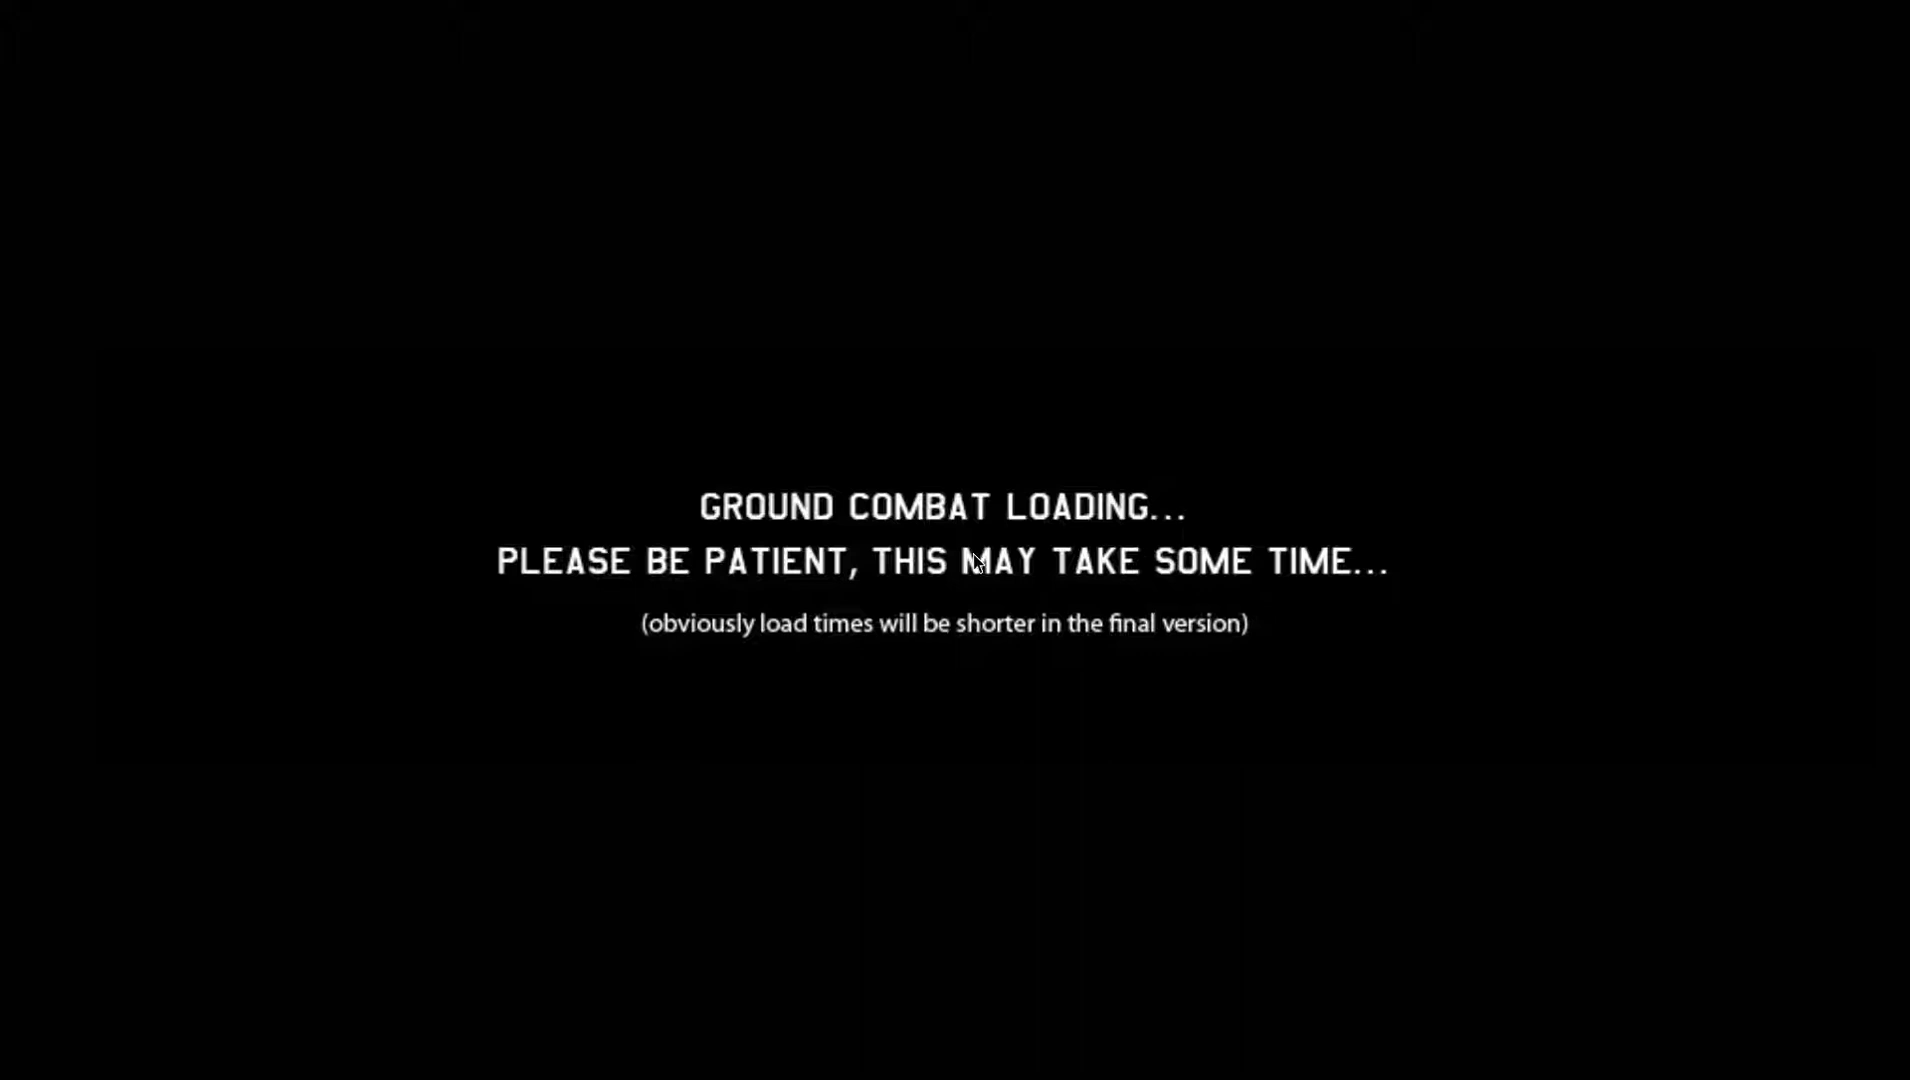 GROUND COMBAT LOADING...
PLEASE BE PATIENT, THIS MAY TAKE SOME TIME...
(obviously load times will be shorter in the final version)